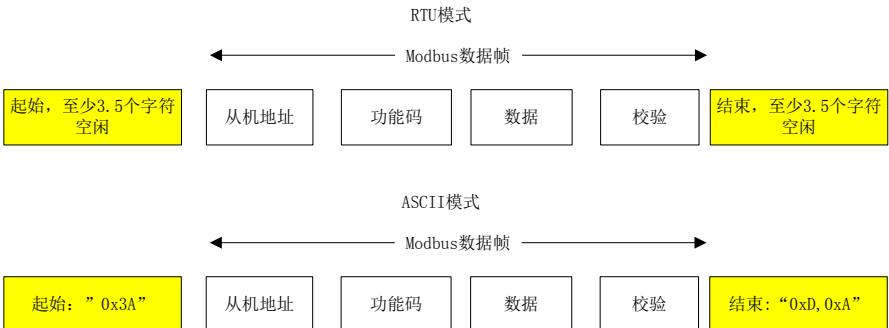 RTU模式
Modbus数据帧
起始，至少3.5个字符
空闲
从机地址
功能码
数据
校验
结束，至少3.5个字符
空闲
ASCII模式
Modbus数据帧
起始：”0x3A”
从机地址
功能码
数据
校验
结束：“0xD,0xA”